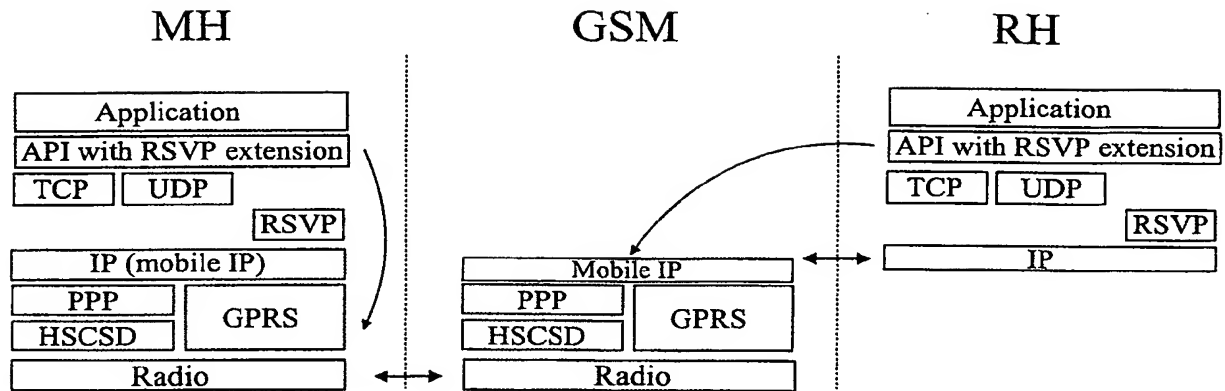 MH
GSM
RH
Application
API with RSVP extension
TCP
UDP
RSVP
IP (mobile IP)
PPP
GPRS
HSCSD
Radio
Mobile IP
PPP
GPRS
HSCSD
Radio
Application
API with RSVP extension
TCP
UDP
RSVP
IP